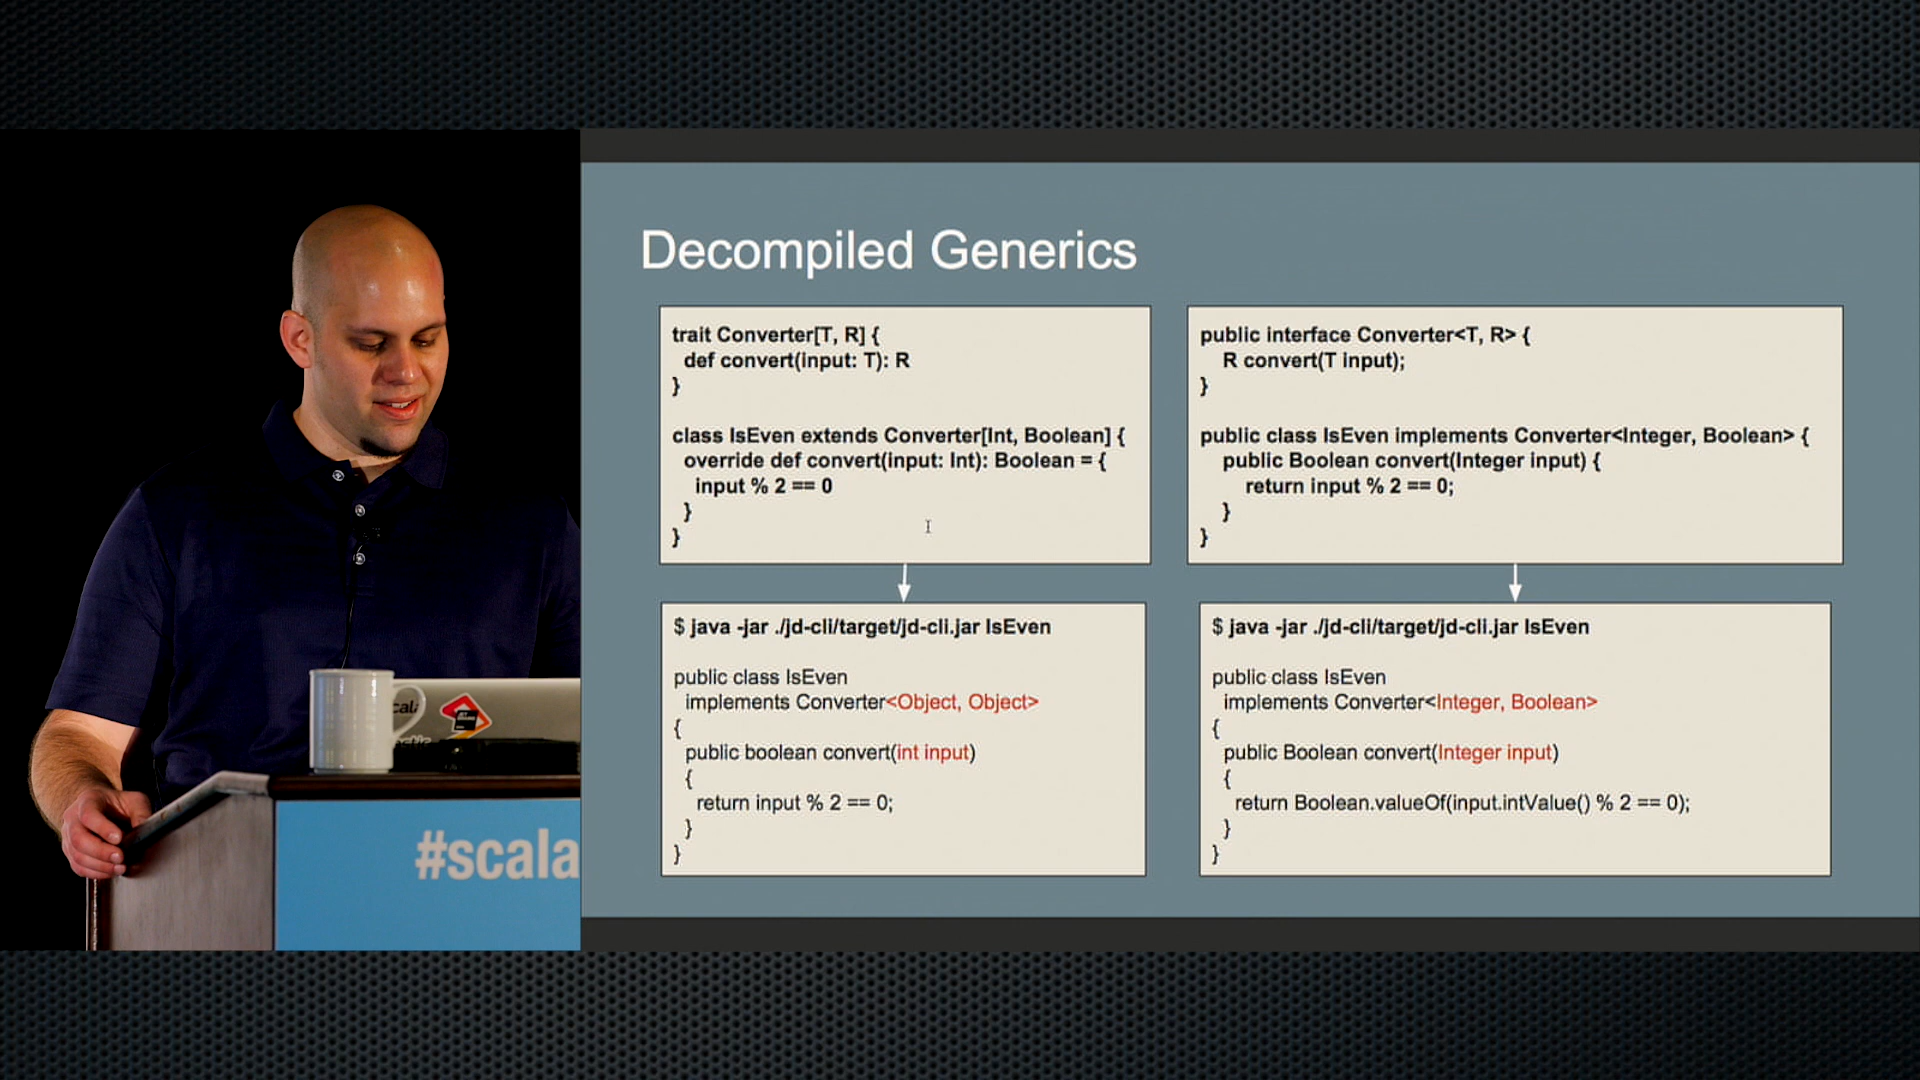 Decompiled Generics
trait Converter[T, R] {
def convert(input: T): R
}
class IsEven extends Converter[Int, Boolean] {
override def convert(input: Int): Boolean = {
input % 2 == 0
}
}
public interface Converter<T, R> {
R convert(T input);
}
public class IsEven implements Converter<Integer, Boolean> {
public Boolean convert(Integer input) {
return input % 2 == 0;
}
}
$ java -jar ./jd-cli/target/jd-cli.jar IsEven
public class IsEven
implements Converter<Object, Object>
{
public boolean convert(int input)
{
return input % 2 == 0;
}
}
$ java -jar ./jd-cli/target/jd-cli.jar IsEven
public class IsEven
implements Converter<Integer, Boolean>
{
public Boolean convert(Integer input)
{
return Boolean.valueOf(input.intValue() % 2 == 0);
}
}
#scala